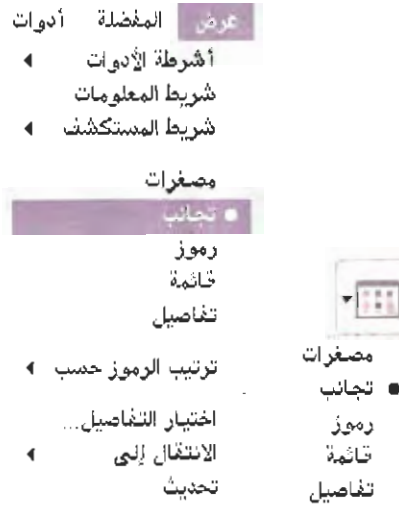 عرض المفضلة أدوات
أشرطة الأدوات
شريط المعلومات
شريط المستكشف
مصغرات
تجانب
رموز
قائمة
تفاصيل
ترتيب الرموز حسب
اختيار التفاصيل...
الانتقال إلى
تحديث
مصغرات
تجانب
رموز
قائمة
تفاصيل